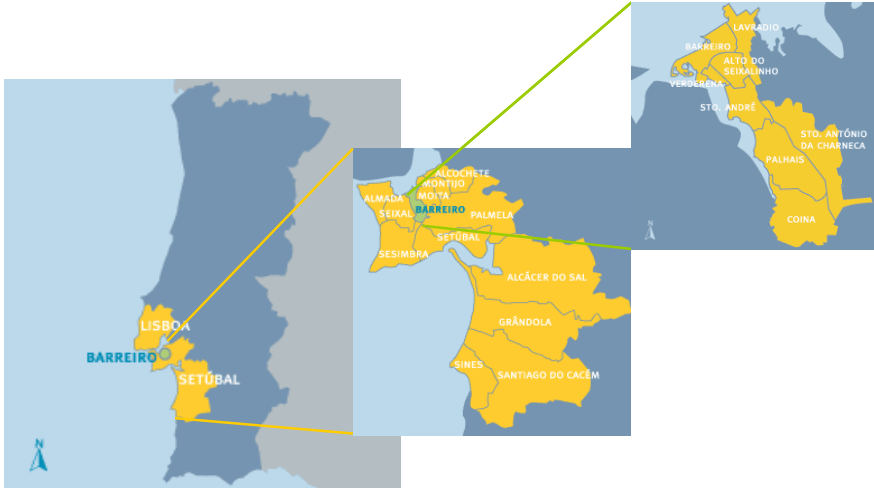 LISBOA
BARREIRO
SETÚBAL
N
ALCOCHETE
MONTIJO
MOITA
ALMADA
SEIXAL
BARREIRO
PALMELA
SETÚBAL
SESIMBRA
ALCÁCER DO SAL
GRÂNDOLA
SINES
SANTIAGO DO CACÉM
LAVRADIO
BARREIRO
ALTO DO
SEIXALINHO
VERDERENA
STO. ANDRÉ
STO. ANTÓNIO
DA CHARNECA
PALHAIS
COINA
N